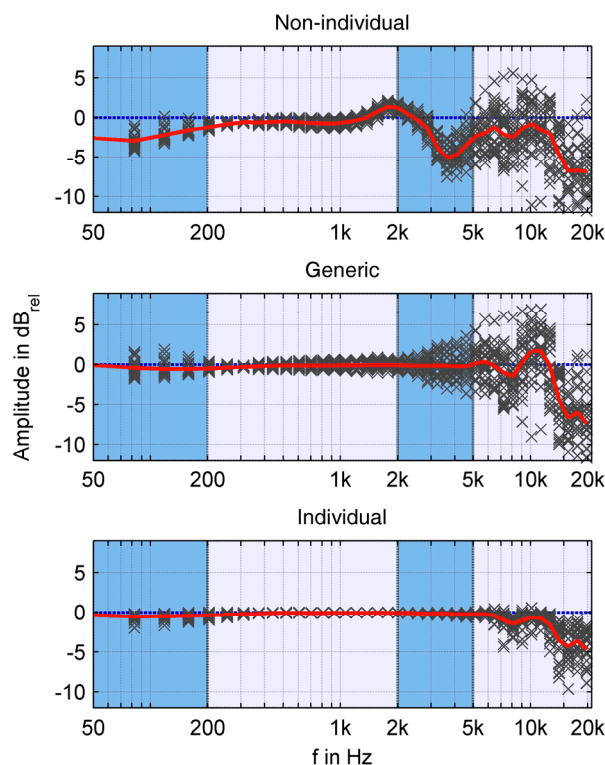 Non-individual
5
0
-5
-10
50 200 1k 2k 5k 10k 20k
Generic
Amplitude in dBrel
5
0
-5
-10
50 200 1k 2k 5k 10k 20k
Individual
5
0
-5
-10
50 200 1k 2k 5k 10k 20k
f in Hz